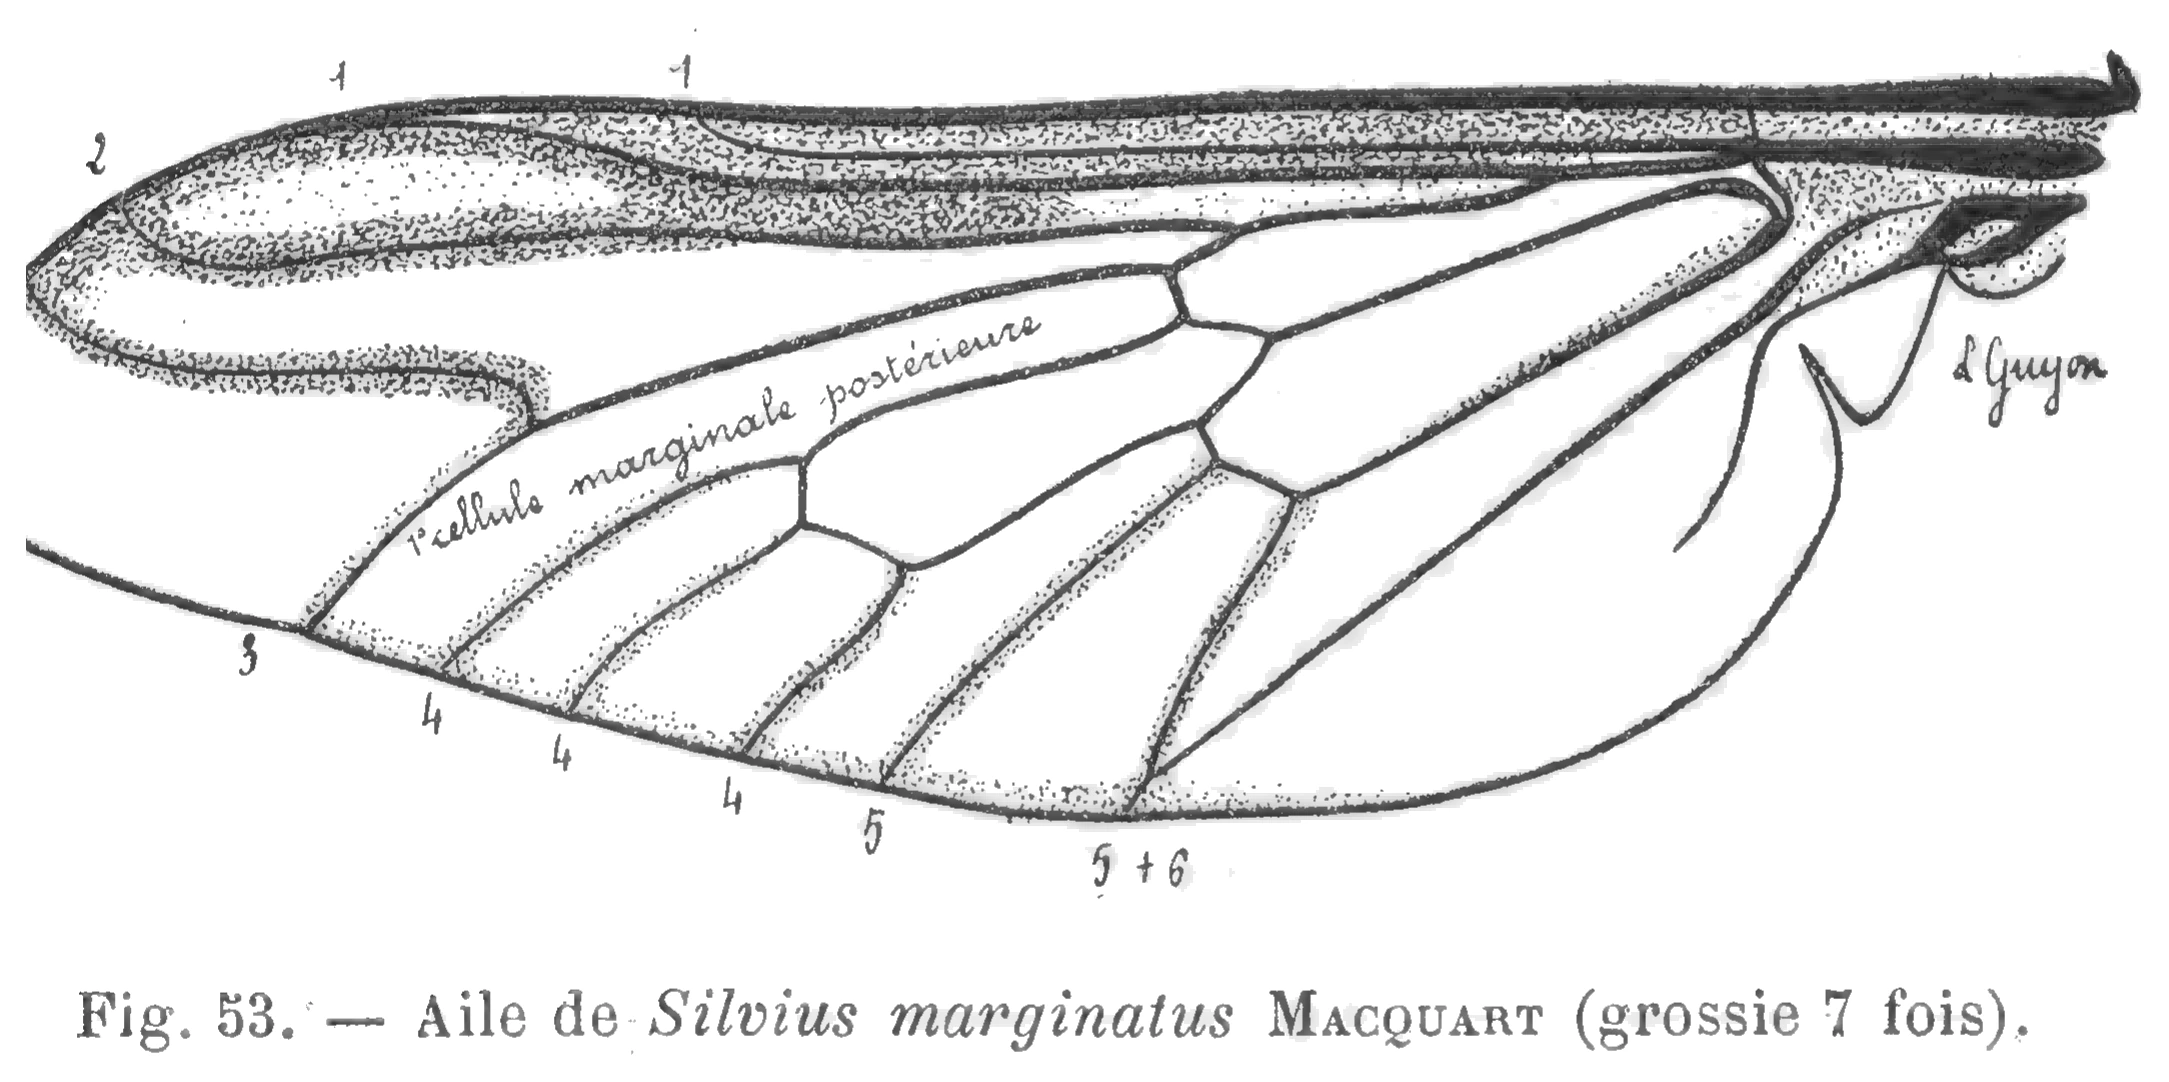 1 1
2
1e cellule marginale postérieure
L Guyon
3
4
4
4
5
5 + 6
Fig. 53. — Aile de Silvius marginatus MACQUART (grossie 7 fois).